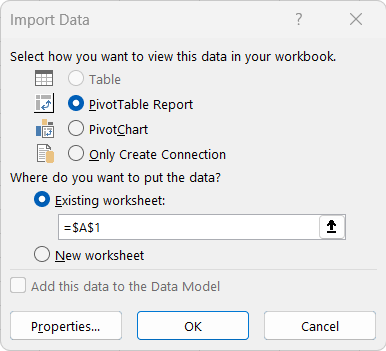 Import Data
?
Select how you want to view this data in your workbook.
Table
PivotTable Report
PivotChart
Only Create Connection
Where do you want to put the data?
Existing worksheet:
=$A$1
New worksheet
Add this data to the Data Model
Properties... OK Cancel